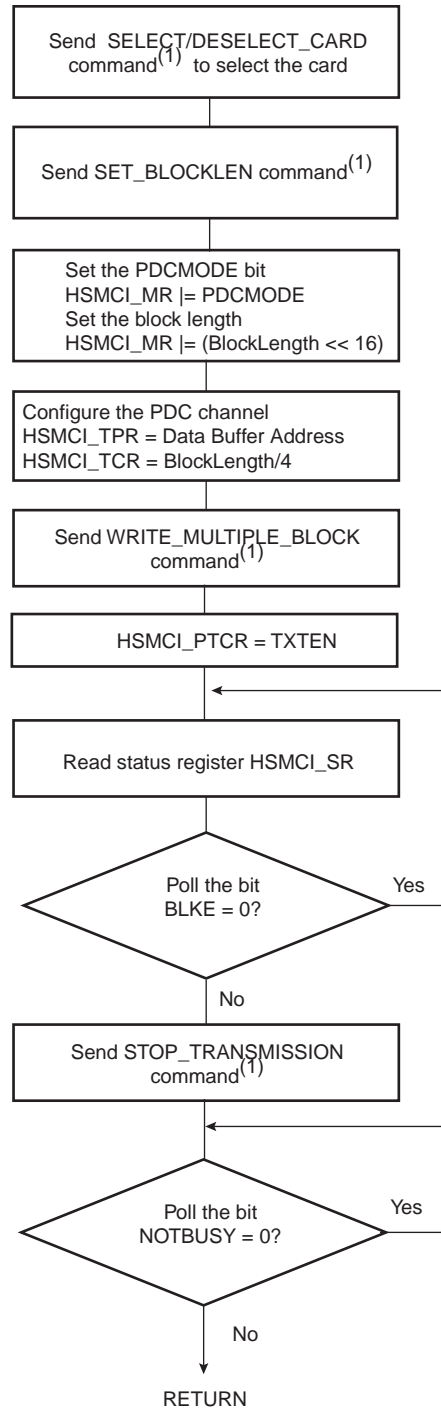 Send SELECT/DESELECT_CARD
command(1) to select the card
Send SET_BLOCKLEN command(1)
Set the PDCMODE bit
HSMCI_MR |= PDCMODE
Set the block length
HSMCI_MR |= (BlockLength << 16)
Configure the PDC channel
HSMCI_TPR = Data Buffer Address
HSMCI_TCR = BlockLength/4
Send WRITE_MULTIPLE_BLOCK
command(1)
HSMCI_PTCR = TXTEN
Read status register HSMCI_SR
Poll the bit
BLKE = 0?
Yes
No
Send STOP_TRANSMISSION
command(1)
Poll the bit
NOTBUSY = 0?
Yes
No
RETURN